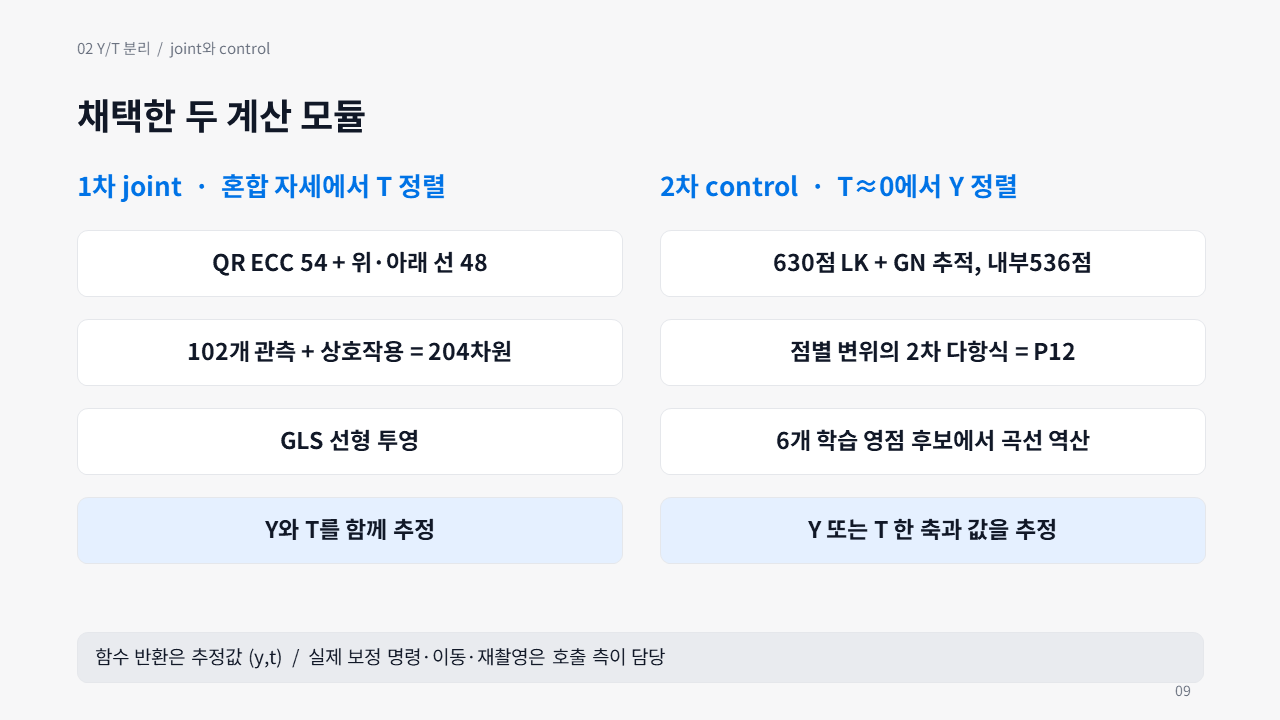 02 Y/T 분리 / joint와 control
채택한 두 계산 모듈
1차 joint · 혼합 자세에서 T 정렬
QR ECC 54 + 위·아래 선 48
102개 관측 + 상호작용 = 204차원
GLS 선형 투영
Y와 T를 함께 추정
2차 control · T≈0에서 Y 정렬
630점 LK + GN 추적, 내부536점
점별 변위의 2차 다항식 = P12
6개 학습 영점 후보에서 곡선 역산
Y 또는 T 한 축과 값을 추정
함수 반환은 추정값 (y,t) / 실제 보정 명령·이동·재촬영은 호출 측이 담당
09